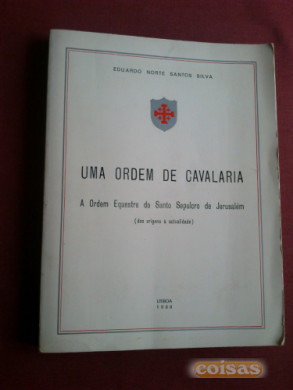 EDUARDO NORTE SANTOS SILVA
UMA ORDEM DE CAVALARIA
A Ordem Equestre do Santo Sepulcro de Jerusalém
(das origens à actualidade)
LISBOA
coisas